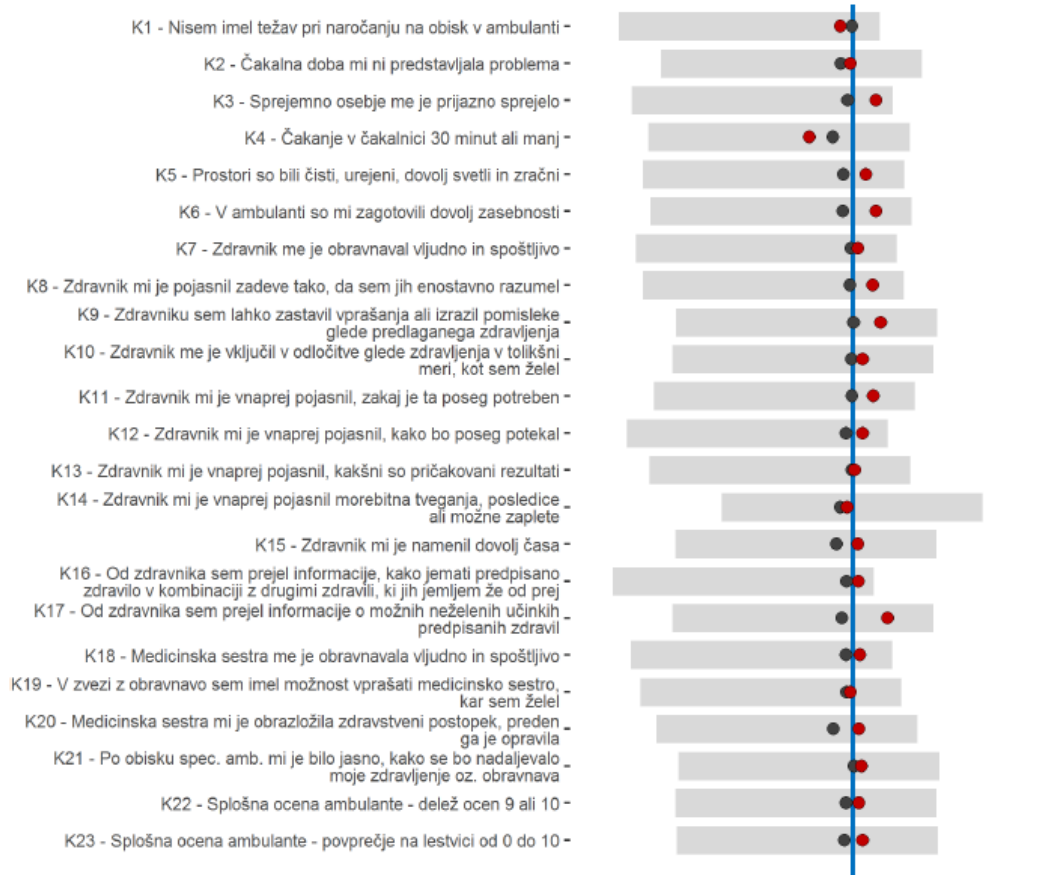 K1 - Nisem imel težav pri naročanju na obisk v ambulanti
K2 - Čakalna doba mi ni predstavljala problema
K3 - Sprejemno osebje me je prijazno sprejelo
K4 - Čakanje v čakalnici 30 minut ali manj
K5 - Prostori so bili čisti, urejeni, dovolj svetli in zračni
K6 - V ambulanti so mi zagotovili dovolj zasebnosti
K7 - Zdravnik me je obravnaval vljudno in spoštljivo
K8 - Zdravnik mi je pojasnil zadeve tako, da sem jih enostavno razumel
K9 - Zdravniku sem lahko zastavil vprašanja ali izrazil pomisleke
glede predlaganega zdravljenja
K10 - Zdravnik me je vključil v odločitve glede zdravljenja v tolikšni
meri, kot sem želel
K11 - Zdravnik mi je vnaprej pojasnil, zakaj je ta poseg potreben
K12 - Zdravnik mi je vnaprej pojasnil, kako bo poseg potekal
K13 - Zdravnik mi je vnaprej pojasnil, kakšni so pričakovani rezultati
K14 - Zdravnik mi je vnaprej pojasnil morebitna tveganja, posledice
ali možne zaplete
K15 - Zdravnik mi je namenil dovolj časa
K16 - Od zdravnika sem prejel informacije, kako jemati predpisano
zdravilo v kombinaciji z drugimi zdravili, ki jih jemljem že od prej
K17 - Od zdravnika sem prejel informacije o možnih neželenih učinkih
predpisanih zdravil
K18 - Medicinska sestra me je obravnavala vljudno in spoštljivo
K19 - V zvezi z obravnavo sem imel možnost vprašati medicinsko sestro,
kar sem želel
K20 - Medicinska sestra mi je obrazložila zdravstveni postopek, preden
ga je opravila
K21 - Po obisku spec. amb. mi je bilo jasno, kako se bo nadaljevalo
moje zdravljenje oz. obravnava
K22 - Splošna ocena ambulante - delež ocen 9 ali 10
K23 - Splošna ocena ambulante - povprečje na lestvici od 0 do 10